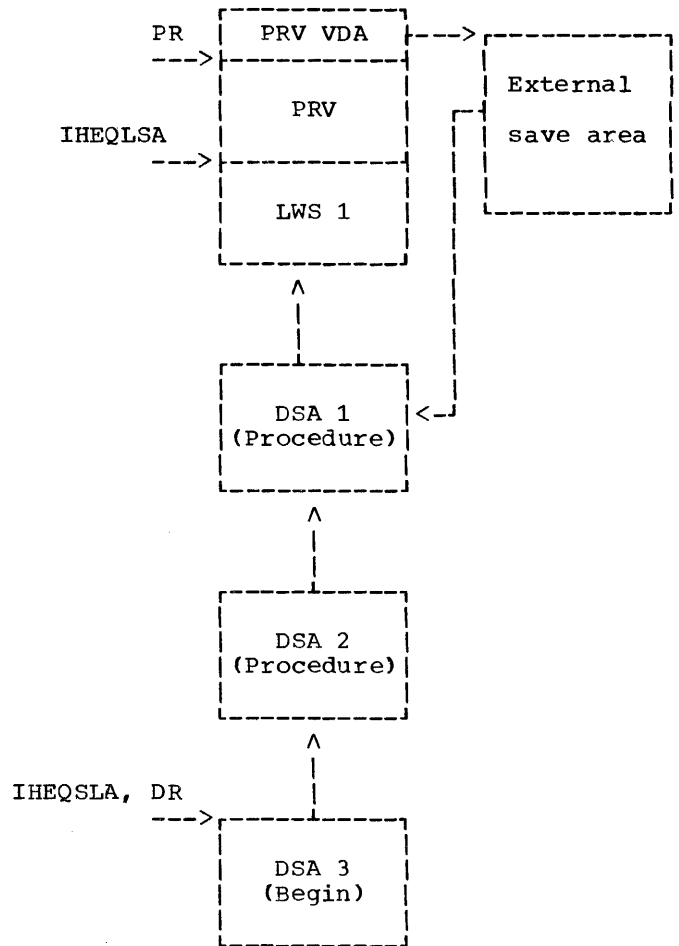 PR
PRV VDA
External
save area
PRV
IHEQLSA
LWS 1
DSA 1
(Procedure)
DSA 2
(Procedure)
IHEQSLA, DR
DSA 3
(Begin)